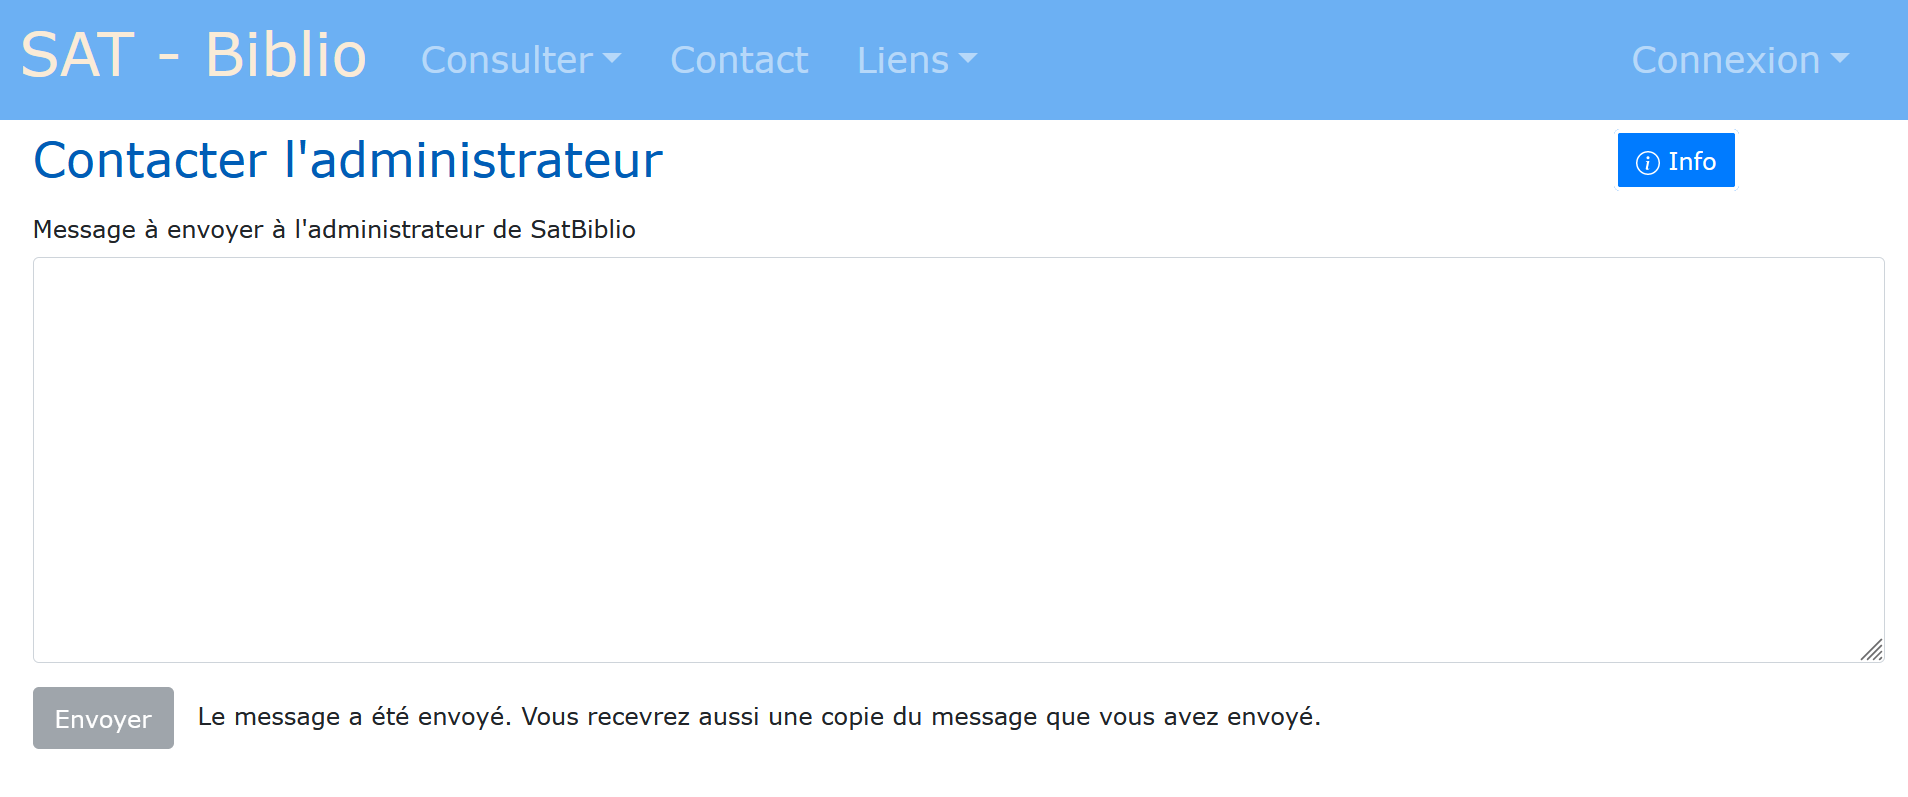 SAT - Biblio Consulter Contact Liens Connexion
Contacter l'administrateur Info
Message à envoyer à l'administrateur de SatBiblio
Envoyer Le message a été envoyé. Vous recevrez aussi une copie du message que vous avez envoyé.